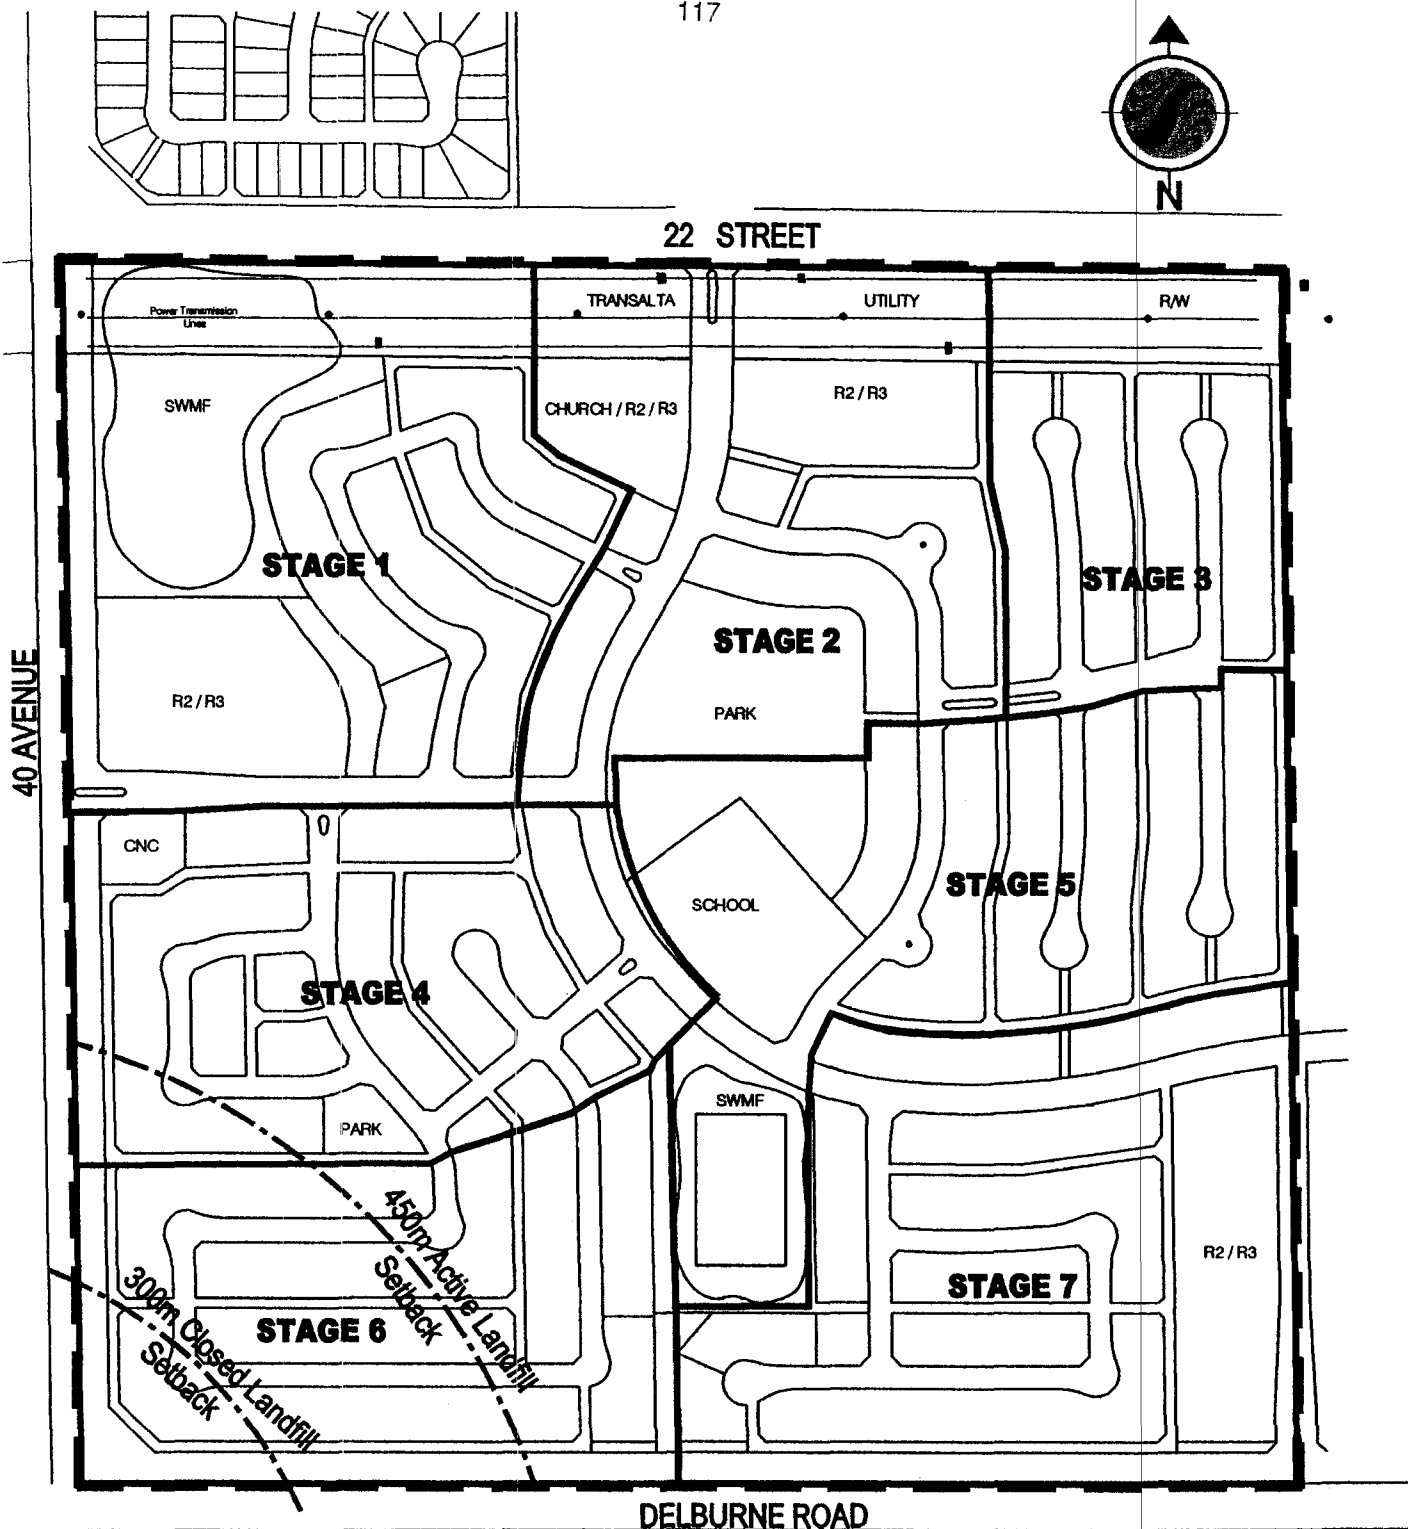 117
N
22 STREET
TRANSALTA
UTILITY
R/W
Power Transmission
Lines
SWMF
CHURCH / R2 / R3
R2 / R3
STAGE 1
STAGE 3
STAGE 2
40 AVENUE
R2 / R3
PARK
CNC
STAGE 5
SCHOOL
STAGE 4
SWMF
PARK
450m Active Landfill
Setback
R2 / R3
STAGE 7
300m Closed Landfill
Setback
STAGE 6
DELBURNE ROAD